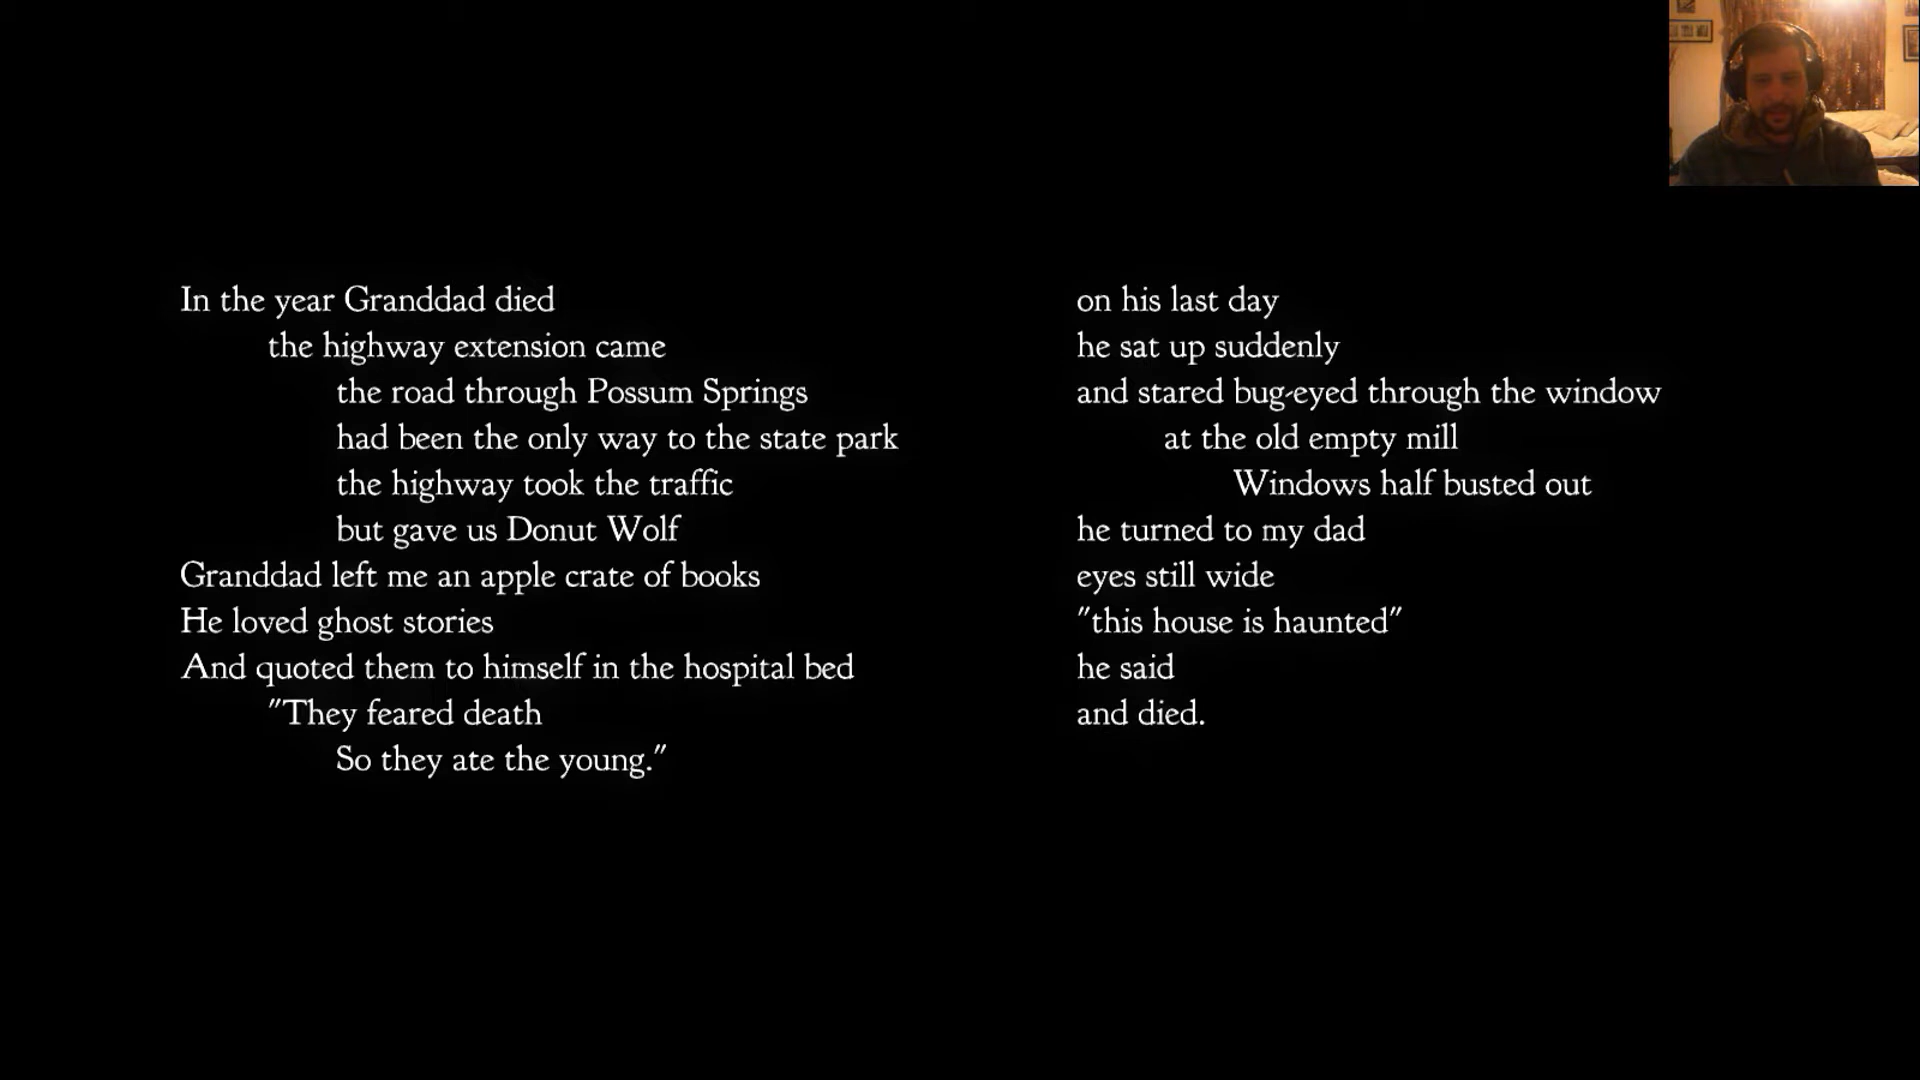 In the year Granddad died
the highway extension came
the road through Possum Springs
had been the only way to the state park
the highway took the traffic
but gave us Donut Wolf
Granddad left me an apple crate of books
He loved ghost stories
And quoted them to himself in the hospital bed
"They feared death
So they ate the young."
on his last day
he sat up suddenly
and stared bug-eyed through the window
at the old empty mill
Windows half busted out
he turned to my dad
eyes still wide
"this house is haunted"
he said
and died.